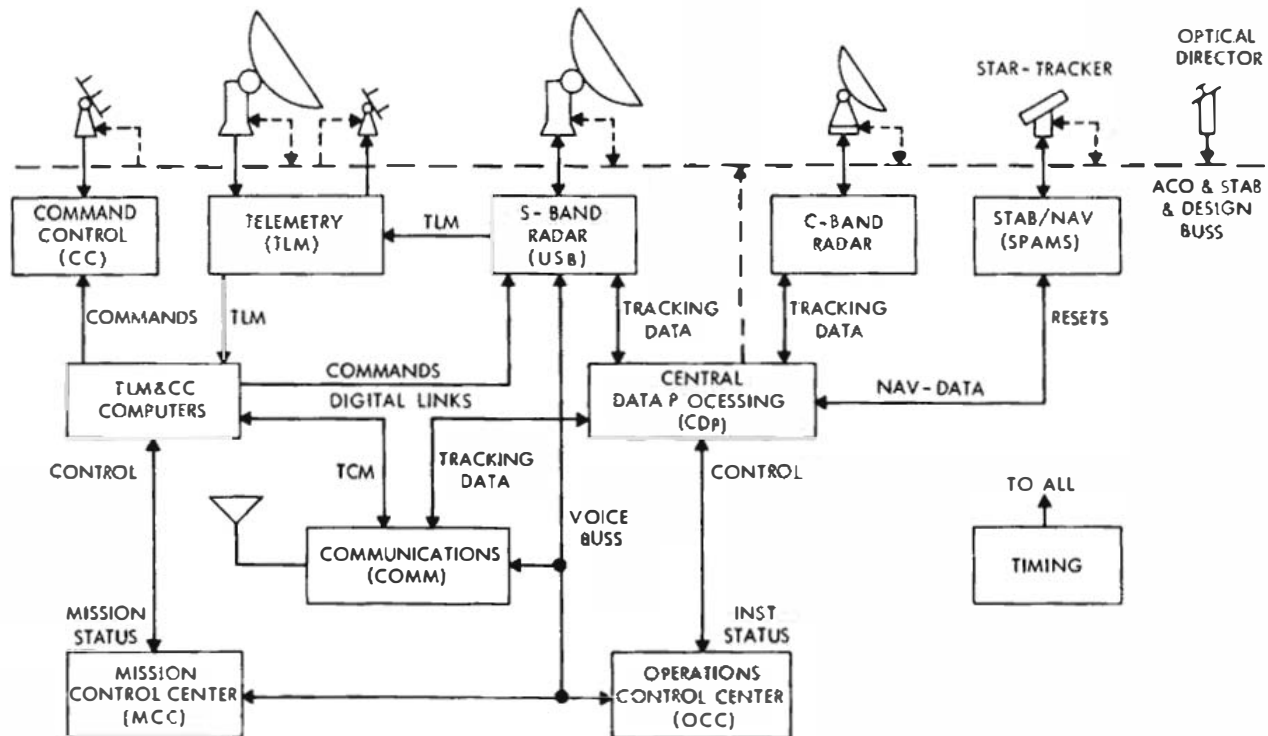 OPTICAL
DIRECTOR
STAR-TRACKER
ACO & STAB
& DESIGN
BUSS
COMMAND
CONTROL
(CC)
TELEMETRY
(TLM)
TLM
S-BAND
RADAR
(USB)
C-BAND
RADAR
STAB/NAV
(SPAMS)
COMMANDS
TLM
TRACKING
DATA
TRACKING
DATA
RESETS
TLM&CC
COMPUTERS
COMMANDS
DIGITAL LINKS
CENTRAL
DATA P OCESSING
(CDP)
NAV-DATA
CONTROL
TCM
TRACKING
DATA
CONTROL
TO ALL
VOICE
BUSS
COMMUNICATIONS
(COMM)
TIMING
MISSION
STATUS
INST
STATUS
MISSION
CONTROL CENTER
(MCC)
OPERATIONS
CONTROL CENTER
(OCC)